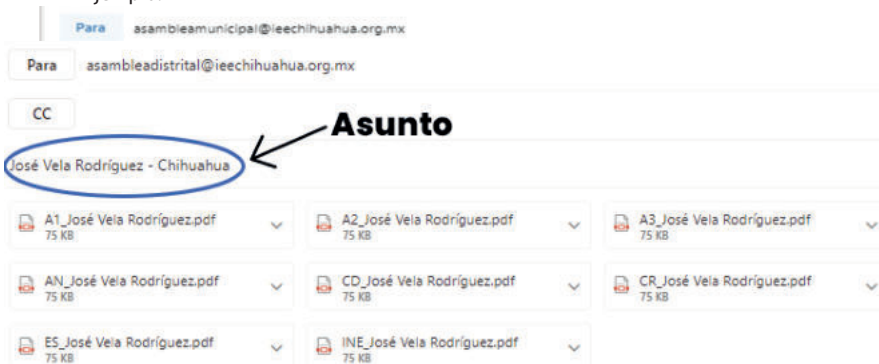 Para asambleamunicipal@ieechihuahua.org.mx
Para asambleadistrital@ieechihuahua.org.mx
CC
Asunto
José Vela Rodríguez - Chihuahua
A1_José Vela Rodríguez.pdf A2_José Vela Rodríguez.pdf A3_José Vela Rodríguez.pdf
75 KB 75 KB 75 KB
AN_José Vela Rodríguez.pdf CD_José Vela Rodríguez.pdf CR_José Vela Rodríguez.pdf
75 KB 75 KB 75 KB
ES_José Vela Rodríguez.pdf INE_José Vela Rodríguez.pdf
75 KB 75 KB